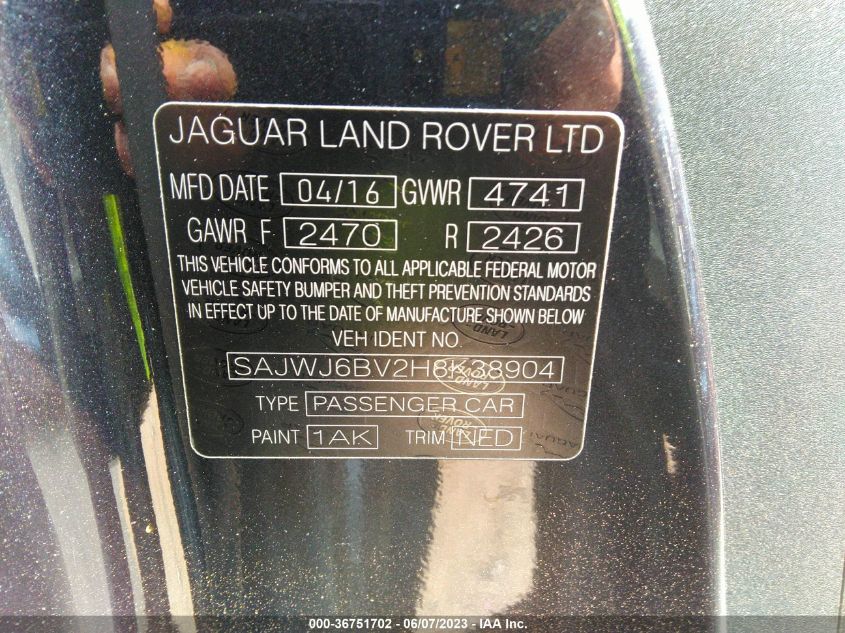 JAGUAR LAND ROVER LTD
MFD DATE 04/16 GVWR 4741
GAWR F 2470 R 2426
THIS VEHICLE CONFORMS TO ALL APPLICABLE FEDERAL MOTOR
VEHICLE SAFETY BUMPER AND THEFT PREVENTION STANDARDS
IN EFFECT UP TO THE DATE OF MANUFACTURE SHOWN BELOW
VEH IDENT NO.
SAJWJ6BV2H8K38904
TYPE PASSENGER CAR
PAINT 1AK TRIM NFD
000-36751702 - 06/07/2023 - IAA Inc.